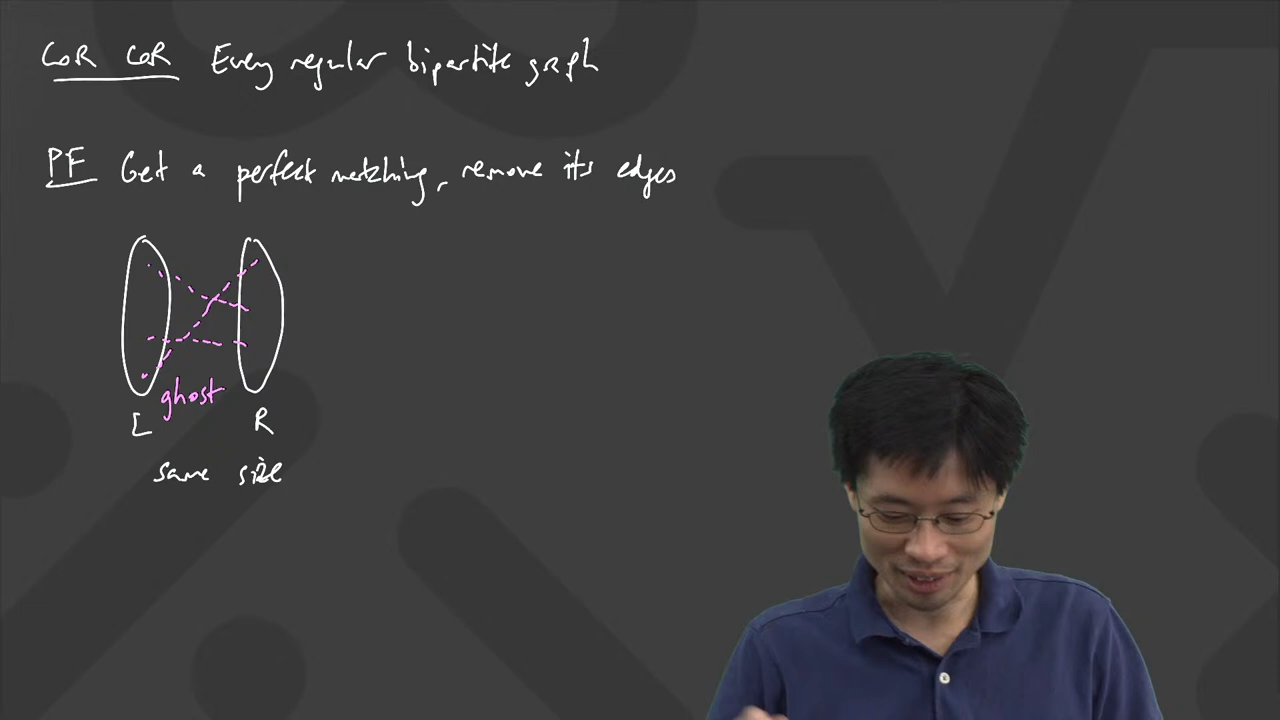 COR COR Every regular bipartite graph
PF Get a perfect matching, remove its edges
ghost
L R
same size